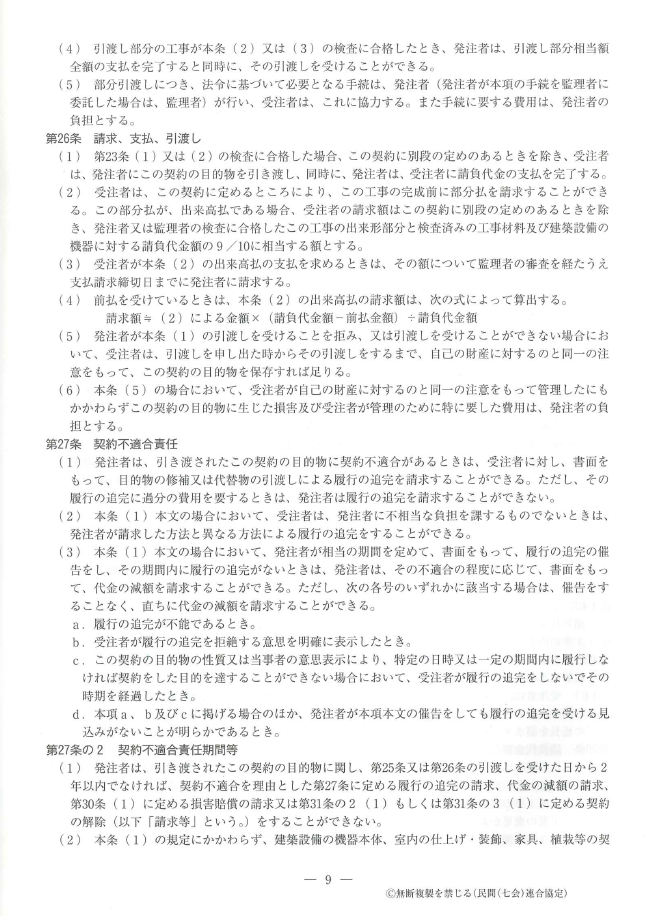 (4) 引渡し部分の工事が本条(2)又は(3)の検査に合格したとき、発注者は、引渡し部分相当額
全額の支払を完了すると同時に、その引渡しを受けることができる。
(5) 部分引渡しにつき、法令に基づいて必要となる手続は、発注者(発注者が本項の手続を監理者に
委託した場合は、監理者)が行い、受注者は、これに協力する。また手続に要する費用は、発注者の
負担とする。
第26条 請求、支払、引渡し
(1) 第23条(1)又は(2)の検査に合格した場合、この契約に別段の定めのあるときを除き、受注者
は、発注者にこの契約の目的物を引き渡し、同時に、発注者は、受注者に請負代金の支払を完了する。
(2) 受注者は、この契約に定めるところにより、この工事の完成前に部分払を請求することができ
る。この部分払が、出来高払である場合、受注者の請求額はこの契約に別段の定めのあるときを除
き、発注者又は監理者の検査に合格したこの工事の出来形部分と検査済みの工事材料及び建築設備の
機器に対する請負代金額の9/10に相当する額とする。
(3) 受注者が本条(2)の出来高払の支払を求めるときは、その額について監理者の審査を経たうえ
支払請求締切日までに発注者に請求する。
(4) 前払を受けているときは、本条(2)の出来高払の請求額は、次の式によって算出する。
請求額≒(2)による金額×(請負代金額−前払金額)÷請負代金額
(5) 発注者が本条(1)の引渡しを受けることを拒み、又は引渡しを受けることができない場合にお
いて、受注者は、引渡しを申し出た時からその引渡しをするまで、自己の財産に対するのと同一の注
意をもって、この契約の目的物を保存すれば足りる。
(6) 本条(5)の場合において、受注者が自己の財産に対するのと同一の注意をもって管理したにも
かかわらずこの契約の目的物に生じた損害及び受注者が管理のために特に要した費用は、発注者の負
担とする。
第27条 契約不適合責任
(1) 発注者は、引き渡されたこの契約の目的物に契約不適合があるときは、受注者に対し、書面を
もって、目的物の修補又は代替物の引渡しによる履行の追完を請求することができる。ただし、その
履行の追完に過分の費用を要するときは、発注者は履行の追完を請求することができない。
(2) 本条(1)本文の場合において、受注者は、発注者に不相当な負担を課するものでないときは、
発注者が請求した方法と異なる方法による履行の追完をすることができる。
(3) 本条(1)本文の場合において、発注者が相当の期間を定めて、書面をもって、履行の追完の催
告をし、その期間内に履行の追完がないときは、発注者は、その不適合の程度に応じて、書面をもっ
て、代金の減額を請求することができる。ただし、次の各号のいずれかに該当する場合は、催告をす
ることなく、直ちに代金の減額を請求することができる。
a. 履行の追完が不能であるとき。
b. 受注者が履行の追完を拒絶する意思を明確に表示したとき。
c. この契約の目的物の性質又は当事者の意思表示により、特定の日時又は一定の期間内に履行しな
ければ契約をした目的を達することができない場合において、受注者が履行の追完をしないでその
時期を経過したとき。
d. 本項a、b及びcに掲げる場合のほか、発注者が本項本文の催告をしても履行の追完を受ける見
込みがないことが明らかであるとき。
第27条の2 契約不適合責任期間等
(1) 発注者は、引き渡されたこの契約の目的物に関し、第25条又は第26条の引渡しを受けた日から2
年以内でなければ、契約不適合を理由とした第27条に定める履行の追完の請求、代金の減額の請求、
第30条(1)に定める損害賠償の請求又は第31条の2(1)もしくは第31条の3(1)に定める契約
の解除(以下「請求等」という。)をすることができない。
(2) 本条(1)の規定にかかわらず、建築設備の機器本体、室内の仕上げ・装飾、家具、植栽等の契
— 9 —
©無断複製を禁じる(民間(七会)連合協定)